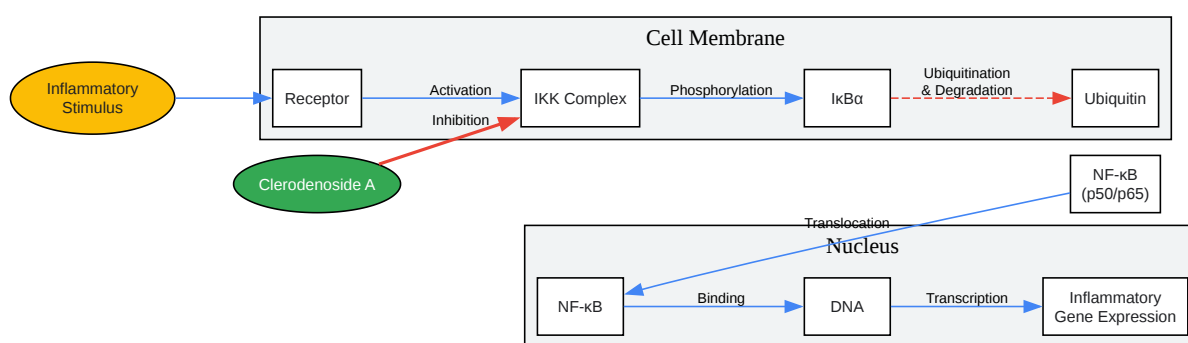 Cell Membrane
Inflammatory
Stimulus
Receptor
Activation
IKK Complex
Phosphorylation
IκBα
Ubiquitination
& Degradation
Ubiquitin
Inhibition
Clerodenoside A
NF-κB
(p50/p65)
Translocation
Nucleus
NF-κB
Binding
DNA
Transcription
Inflammatory
Gene Expression